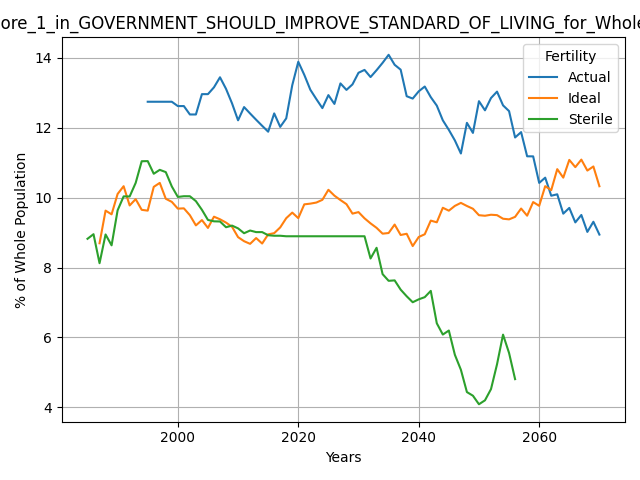 ore_1_in_GOVERNMENT_SHOULD_IMPROVE_STANDARD_OF_LIVING_for_Whole
Fertility
Actual
Ideal
Sterile
% of Whole Population
14
12
10
8
6
4
2000 2020 2040 2060
Years